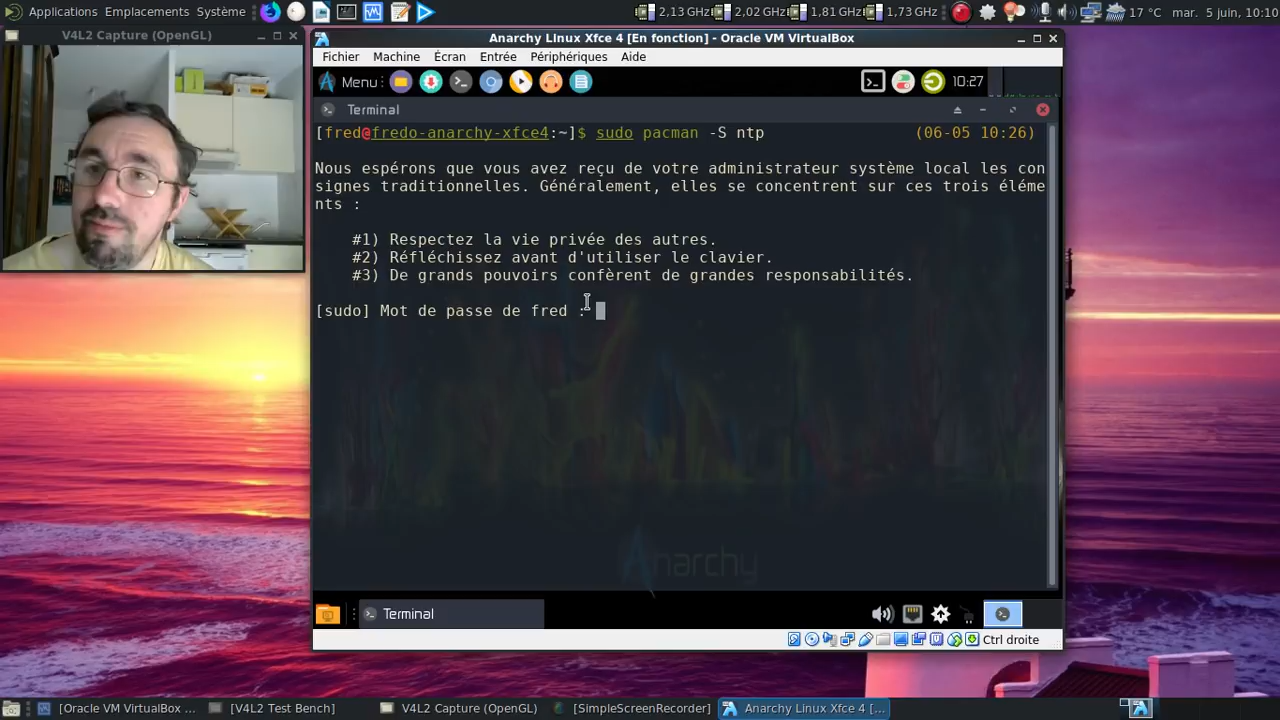 Applications Emplacements Système
2,13 GHz 2,02 GHz 1,81 GHz 1,73 GHz 17 °C mar. 5 juin, 10:10
V4L2 Capture (OpenGL)
Anarchy Linux Xfce 4 [En fonction] - Oracle VM VirtualBox
Fichier Machine Écran Entrée Périphériques Aide
Menu 10:27
Terminal
[fred@fredo-anarchy-xfce4:~]$ sudo pacman -S ntp (06-05 10:26)
Nous espérons que vous avez reçu de votre administrateur système local les con
signes traditionnelles. Généralement, elles se concentrent sur ces trois éléme
nts :
#1) Respectez la vie privée des autres.
#2) Réfléchissez avant d'utiliser le clavier.
#3) De grands pouvoirs confèrent de grandes responsabilités.
[sudo] Mot de passe de fred :
Anarchy
Terminal
Ctrl droite
[Oracle VM VirtualBox ... [V4L2 Test Bench] V4L2 Capture (OpenGL) [SimpleScreenRecorder] Anarchy Linux Xfce 4 [...